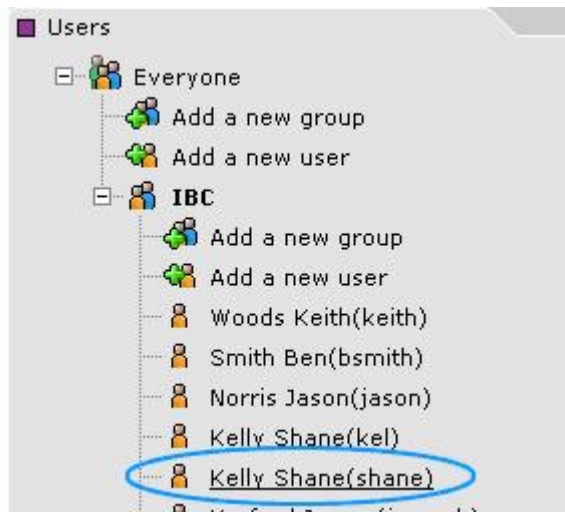 Users
Everyone
Add a new group
Add a new user
IBC
Add a new group
Add a new user
Woods Keith(keith)
Smith Ben(bsmith)
Norris Jason(jason)
Kelly Shane(kel)
Kelly Shane(shane)